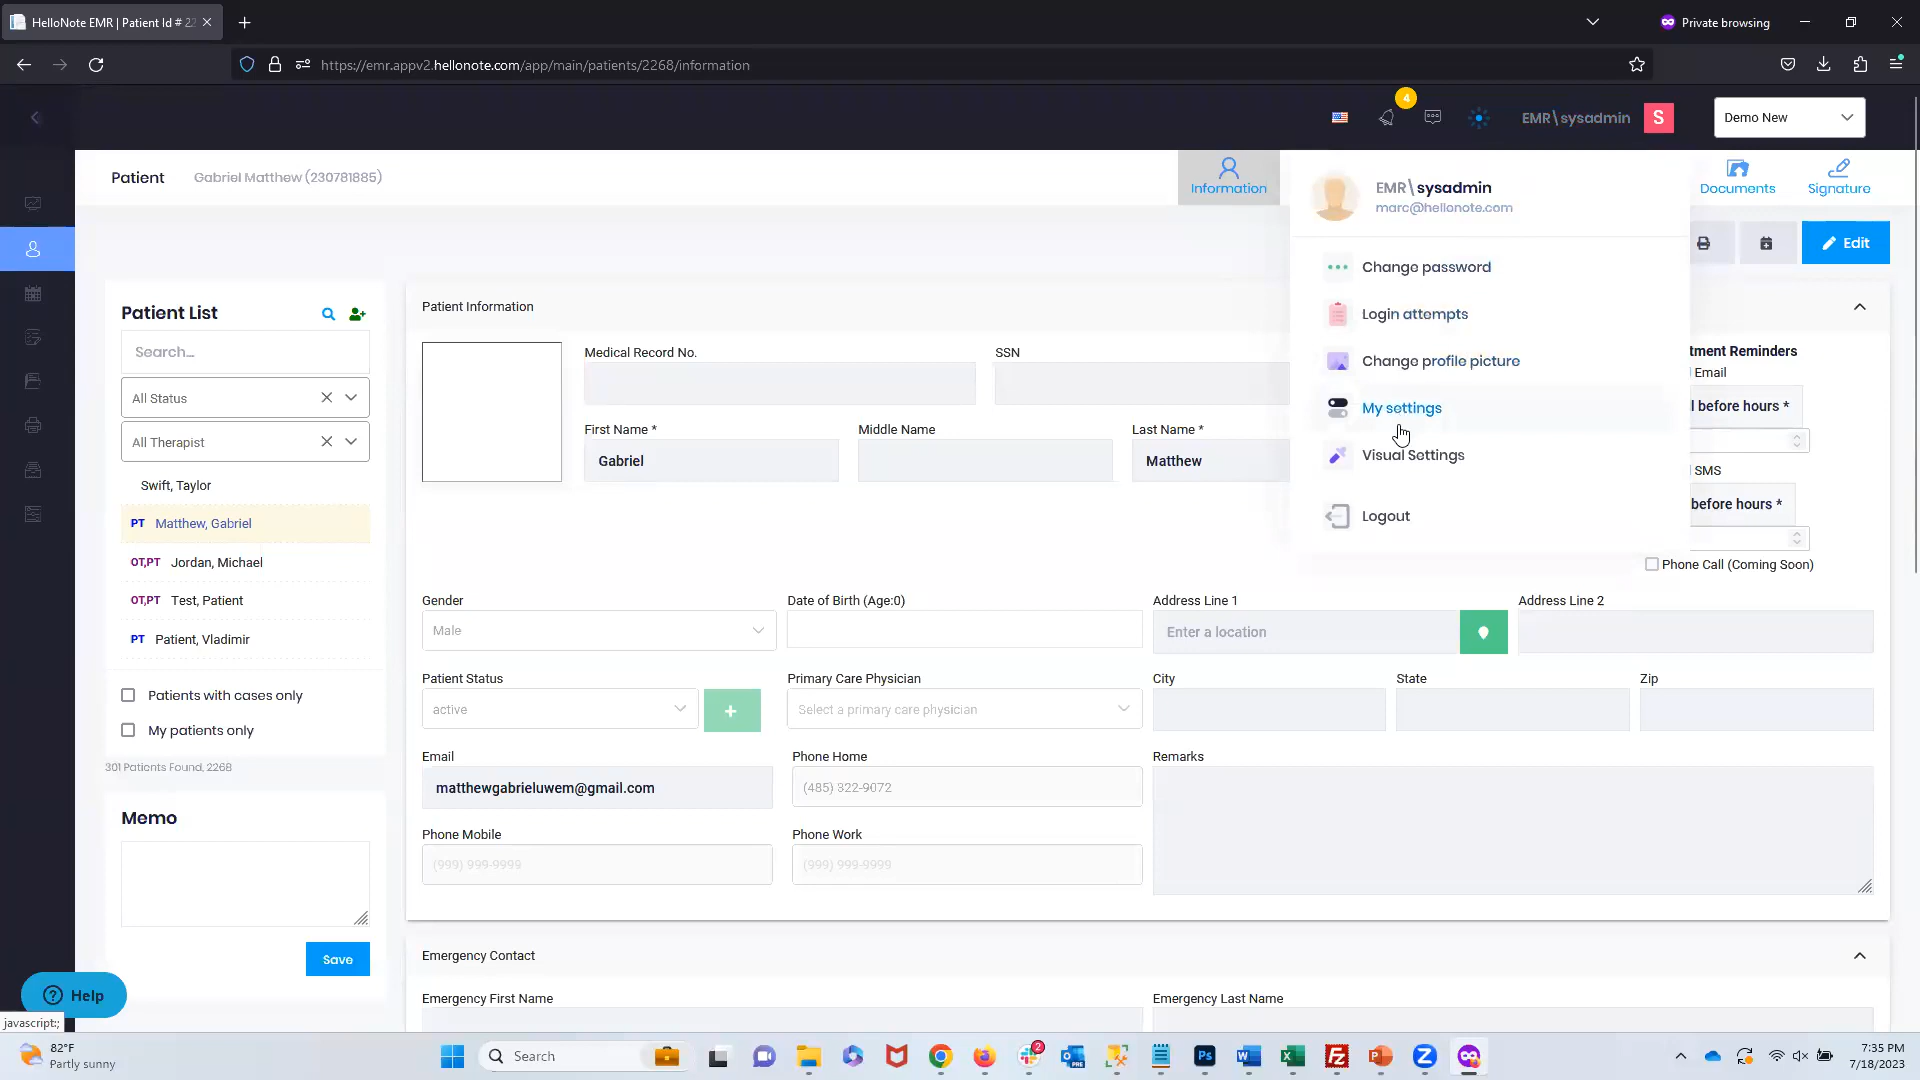 HelloNote EMR | Patient Id # 22
Private browsing
https://emr.appv2.hellonote.com/app/main/patients/2268/information
4
EMR\sysadmin
S
Demo New
Patient
Gabriel Matthew (230781885)
Information
Documents
Signature
EMR\sysadmin
marc@hellonote.com
Change password
Login attempts
Change profile picture
My settings
Visual Settings
Logout
Edit
Patient List
Search...
All Status
All Therapist
Swift, Taylor
PT Matthew, Gabriel
OT,PT Jordan, Michael
OT,PT Test, Patient
PT Patient, Vladimir
Patients with cases only
My patients only
301 Patients Found, 2268
Memo
Save
Help
javascript:;
Patient Information
Medical Record No.
SSN
First Name *
Middle Name
Last Name *
Gabriel
Matthew
tment Reminders
Email
l before hours *
SMS
before hours *
Phone Call (Coming Soon)
Gender
Date of Birth (Age:0)
Address Line 1
Address Line 2
Male
Enter a location
Patient Status
Primary Care Physician
City
State
Zip
active
+
Select a primary care physician
Email
Phone Home
Remarks
matthewgabrieluwem@gmail.com
(485) 322-9072
Phone Mobile
Phone Work
(999) 999-9999
(999) 999-9999
Emergency Contact
Emergency First Name
Emergency Last Name
82°F
Partly sunny
Search
2
7:35 PM
7/18/2023